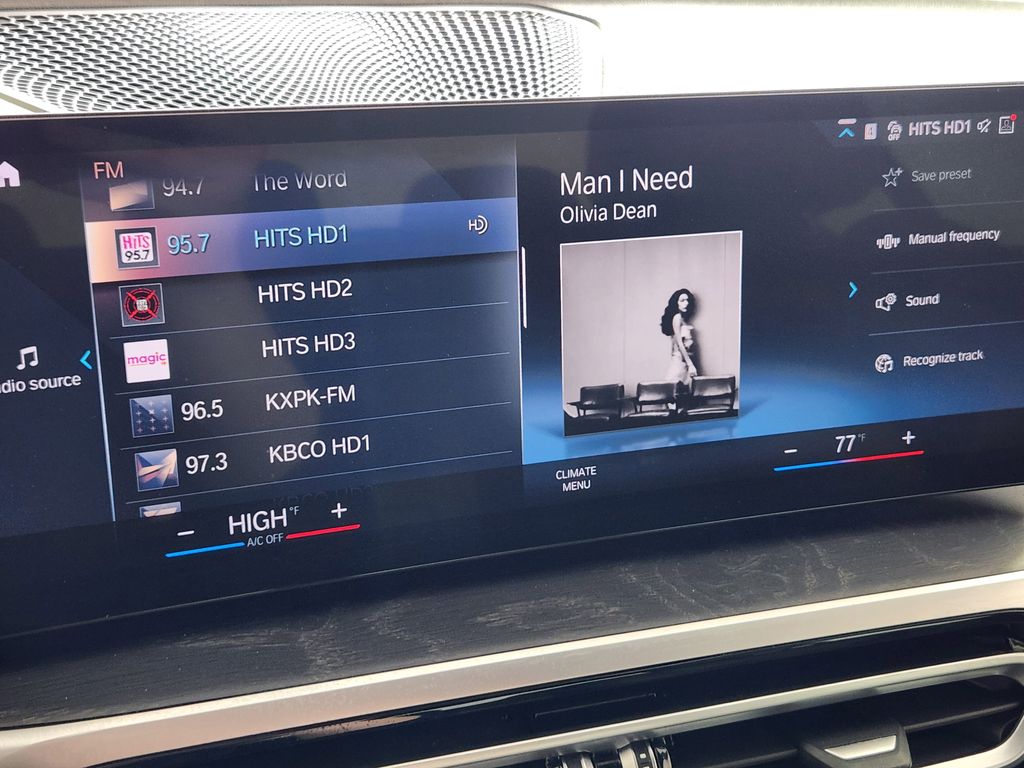 FM
94.7 The Word
HiTS 95.7
95.7 HITS HD1 HD
HITS HD2
magic
HITS HD3
96.5 KXPK-FM
97.3 KBCO HD1
dio source
− HIGH °F +
A/C OFF
Man I Need
Olivia Dean
CLIMATE
MENU
OFF HITS HD1
Save preset
Manual frequency
Sound
Recognize track
− 77 °F +